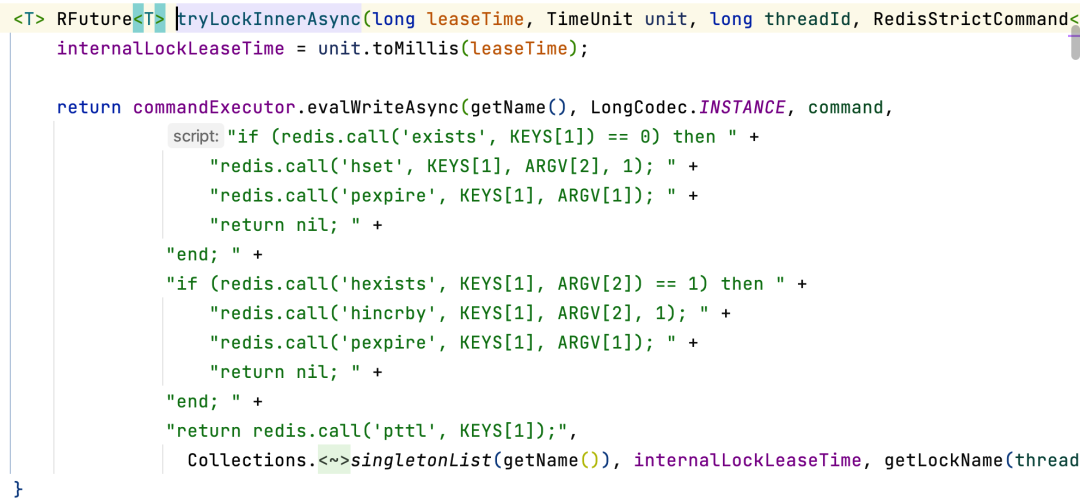 <T> RFuture<T> tryLockInnerAsync(long leaseTime, TimeUnit unit, long threadId, RedisStrictCommand<
internalLockLeaseTime = unit.toMillis(leaseTime);
return commandExecutor.evalWriteAsync(getName(), LongCodec.INSTANCE, command,
script: "if (redis.call('exists', KEYS[1]) == 0) then " +
"redis.call('hset', KEYS[1], ARGV[2], 1); " +
"redis.call('pexpire', KEYS[1], ARGV[1]); " +
"return nil; " +
"end; " +
"if (redis.call('hexists', KEYS[1], ARGV[2]) == 1) then " +
"redis.call('hincrby', KEYS[1], ARGV[2], 1); " +
"redis.call('pexpire', KEYS[1], ARGV[1]); " +
"return nil; " +
"end; " +
"return redis.call('pttl', KEYS[1]);",
Collections.<~>singletonList(getName()), internalLockLeaseTime, getLockName(thread
}